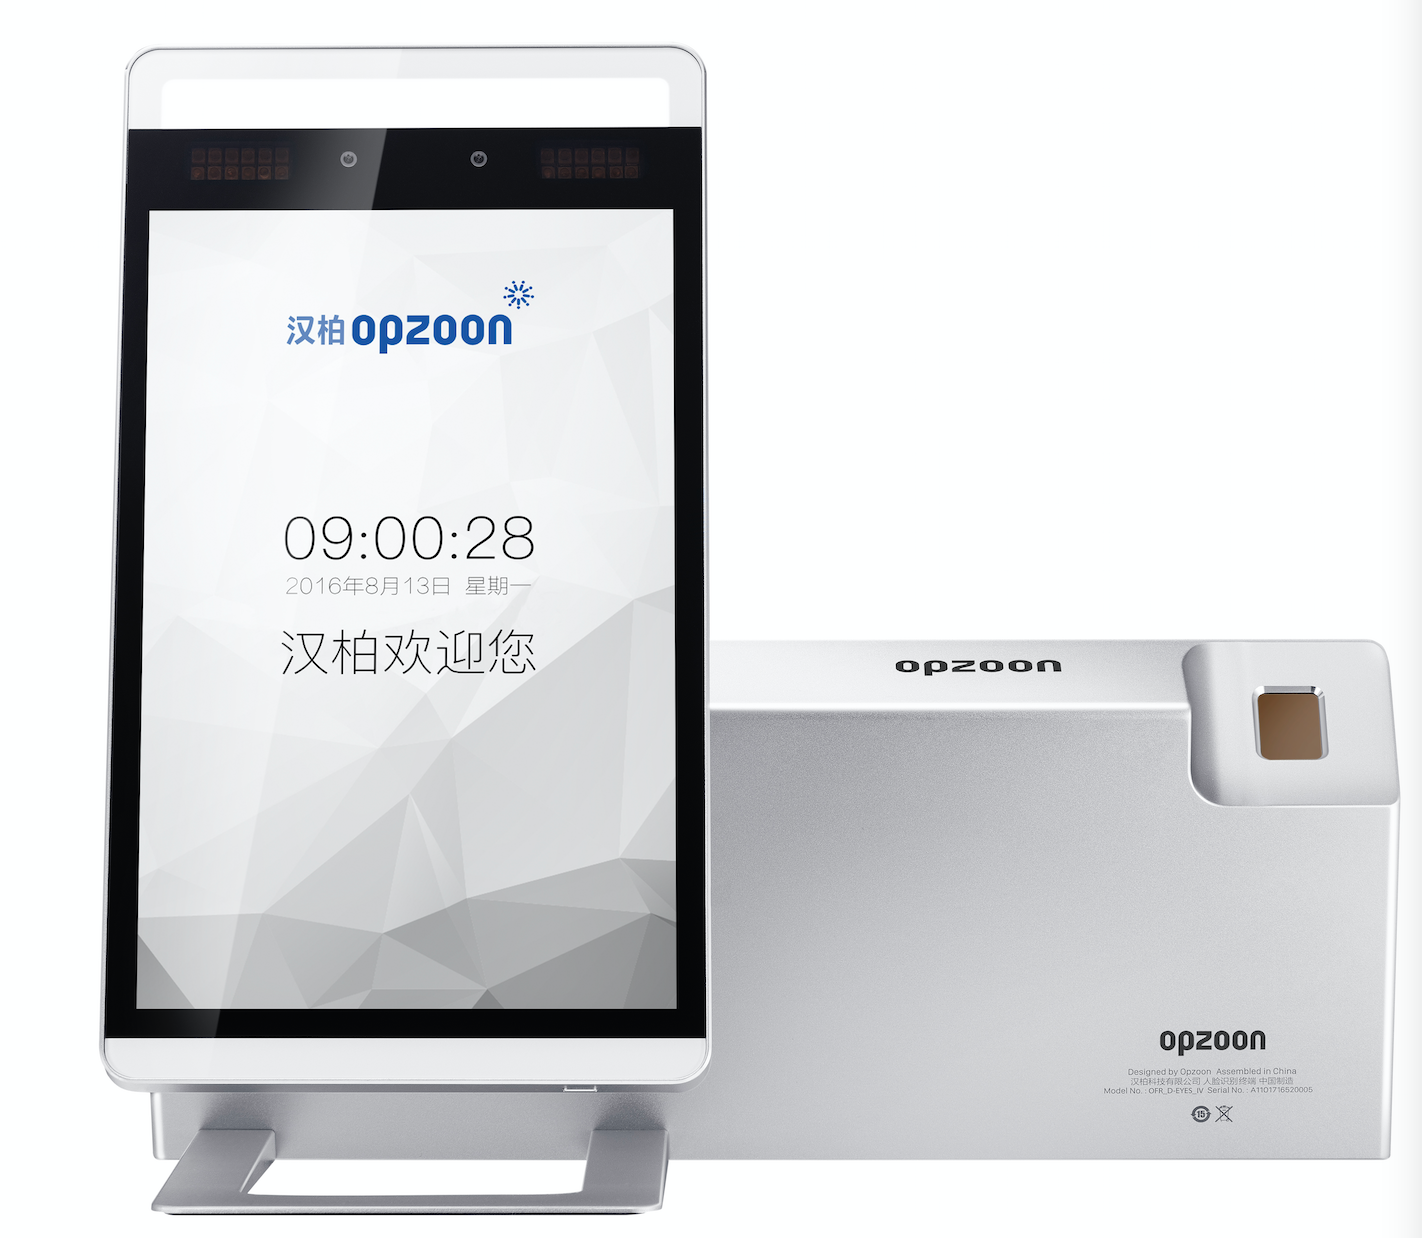 汉柏 opzoon
09:00:28
2016年8月13日 星期一
汉柏欢迎您
opzoon
opzoon
Designed by Opzoon Assembled in China
汉柏科技有限公司 人脸识别终端 中国制造
Model No. : OFR_D-EYES_IV Serial No. : A1101716520005
15